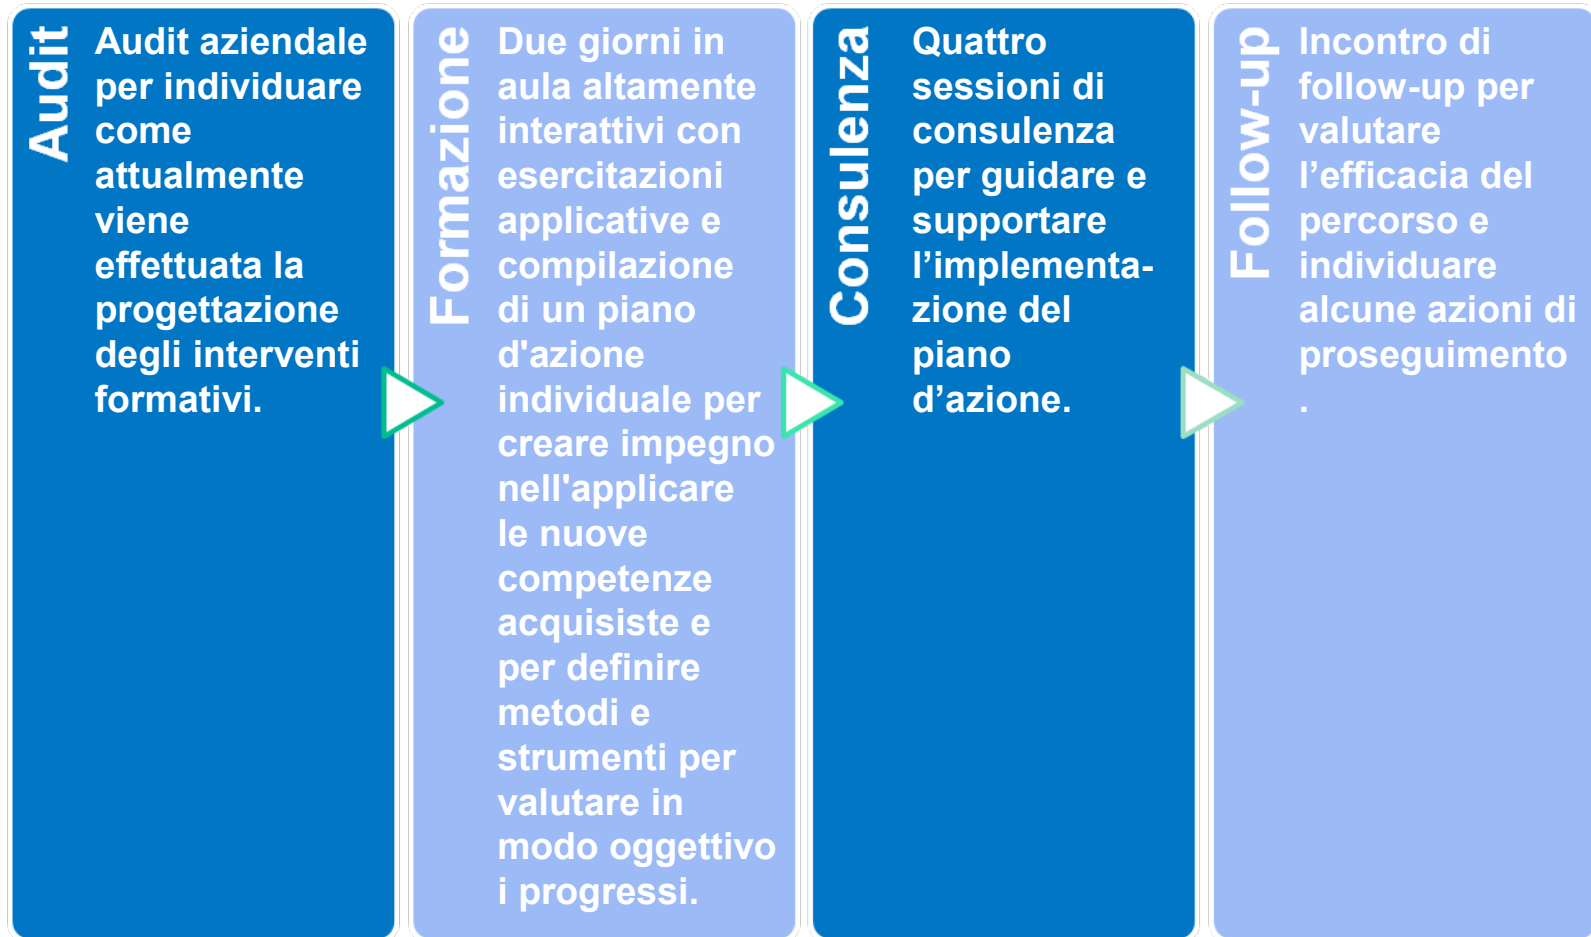 Audit
Audit aziendale
per individuare
come
attualmente
viene
effettuata la
progettazione
degli interventi
formativi.
Formazione
Due giorni in
aula altamente
interattivi con
esercitazioni
applicative e
compilazione
di un piano
d'azione
individuale per
creare impegno
nell'applicare
le nuove
competenze
acquisiste e
per definire
metodi e
strumenti per
valutare in
modo oggettivo
i progressi.
Consulenza
Quattro
sessioni di
consulenza
per guidare e
supportare
l’implementa-
zione del
piano
d’azione.
Follow-up
Incontro di
follow-up per
valutare
l’efficacia del
percorso e
individuare
alcune azioni di
proseguimento
.